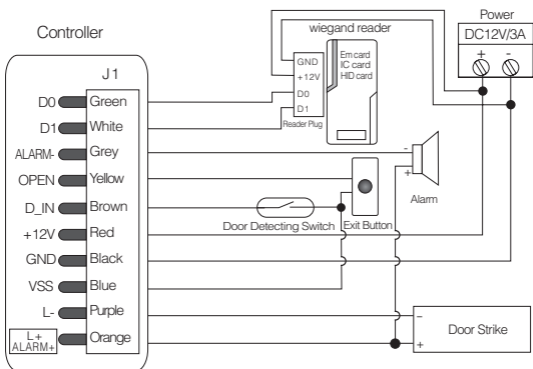 Controller
wiegand reader
Power
DC12V/3A
+ -
J1
GND
+12V
D0
D1
Reader Plug
Em card
IC card
HID card
D0 Green
D1 White
ALARM- Grey
OPEN Yellow
D_IN Brown
+12V Red
GND Black
VSS Blue
L- Purple
L+
ALARM+
Orange
-
+
Alarm
Door Detecting Switch
Exit Button
-
+
Door Strike